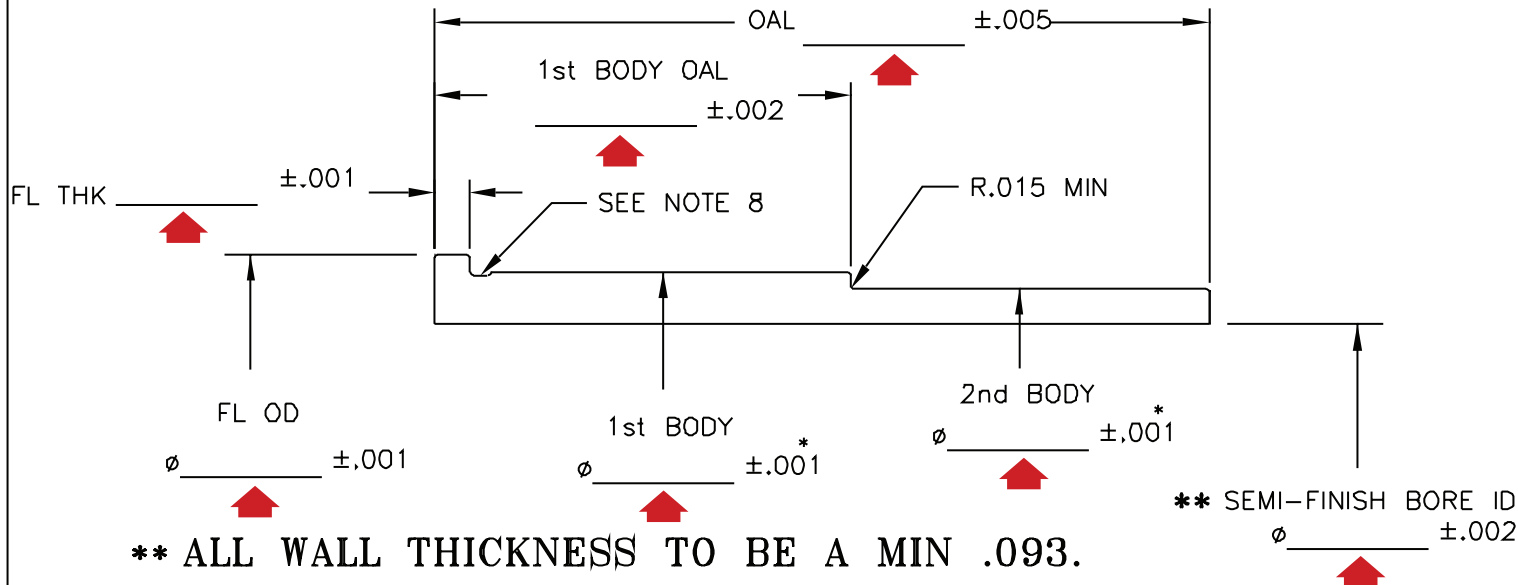 OAL ±.005
1st BODY OAL
±.002
FL THK ±.001
SEE NOTE 8
R.015 MIN
FL OD
ø ±.001
1st BODY
ø ±.001*
2nd BODY
ø ±.001*
** SEMI-FINISH BORE ID
ø ±.002
** ALL WALL THICKNESS TO BE A MIN .093.